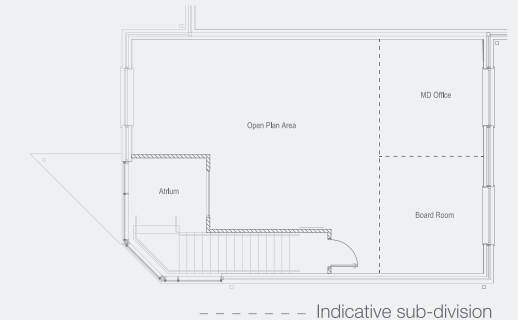 MD Office
Open Plan Area
Atrium
Board Room
Indicative sub-division